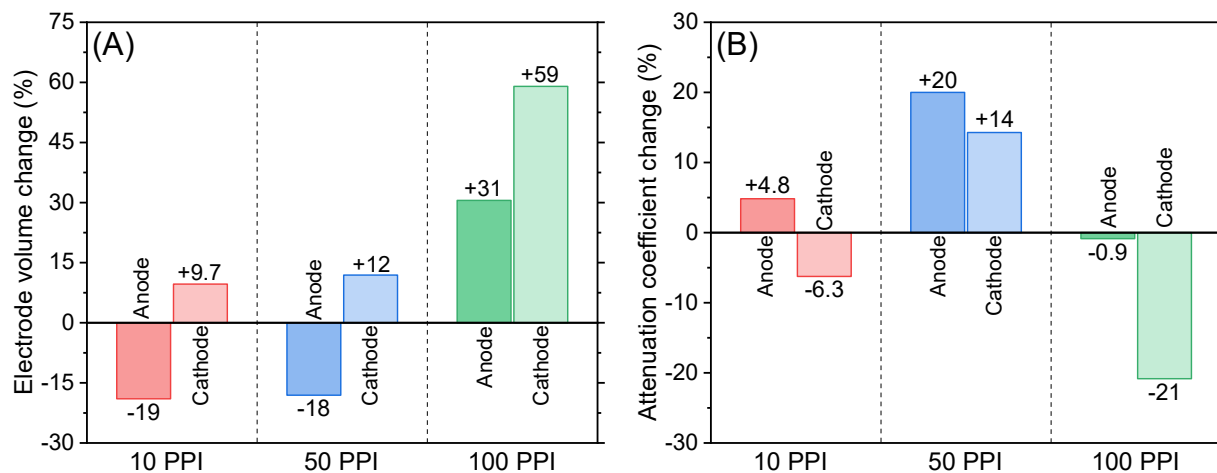 (A)
Electrode volume change (%)
75
60
45
30
15
0
-15
-30
Anode
-19
+9.7
Cathode
Anode
-18
+12
Cathode
+31
Anode
+59
Cathode
10 PPI
50 PPI
100 PPI
(B)
Attenuation coefficient change (%)
30
20
10
0
-10
-20
-30
+4.8
Anode
Cathode
-6.3
+20
Anode
+14
Cathode
Anode
-0.9
Cathode
-21
10 PPI
50 PPI
100 PPI